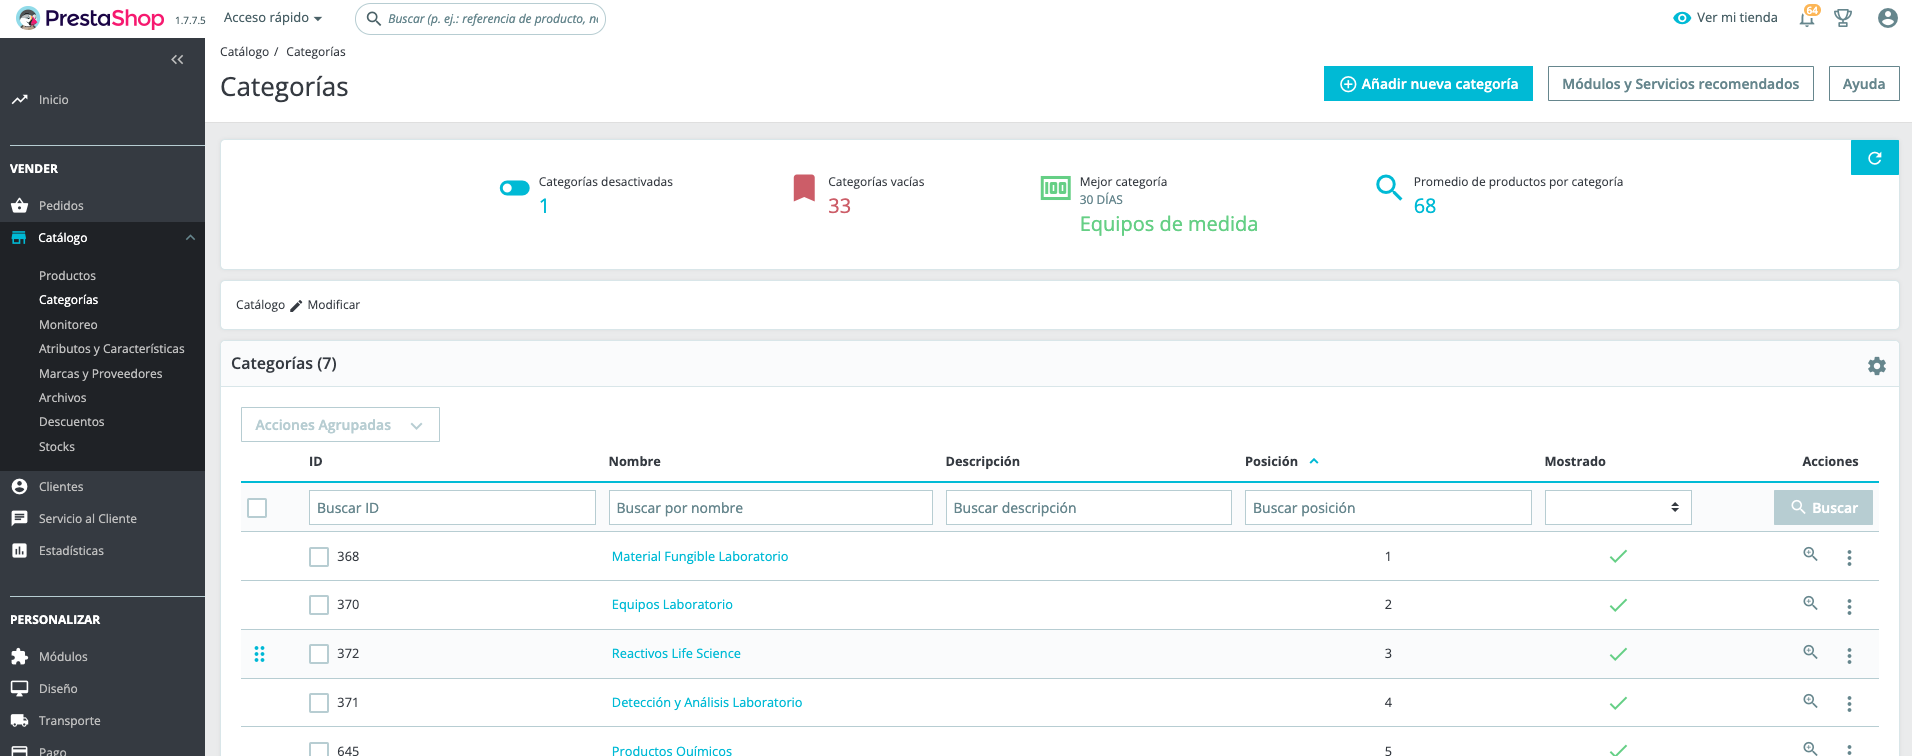 PrestaShop 1.7.7.5 Acceso rápido Buscar (p. ej.: referencia de producto, no Ver mi tienda 64
Catálogo / Categorías
Categorías
Añadir nueva categoría Módulos y Servicios recomendados Ayuda
Inicio
VENDER
Pedidos
Catálogo
Productos
Categorías
Monitoreo
Atributos y Características
Marcas y Proveedores
Archivos
Descuentos
Stocks
Clientes
Servicio al Cliente
Estadísticas
PERSONALIZAR
Módulos
Diseño
Transporte
Pago
Categorías desactivadas
1
Categorías vacías
33
100
Mejor categoría
30 DÍAS
Equipos de medida
Promedio de productos por categoría
68
Catálogo Modificar
Categorías (7)
Acciones Agrupadas
ID Nombre Descripción Posición Mostrado Acciones
Buscar ID Buscar por nombre Buscar descripción Buscar posición Buscar
368 Material Fungible Laboratorio 1
370 Equipos Laboratorio 2
372 Reactivos Life Science 3
371 Detección y Análisis Laboratorio 4
645 Productos Químicos 5